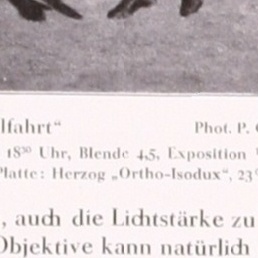 lfahrt“ Phot. P.
18³⁰ Uhr, Blende 4,5, Exposition
Platte: Herzog „Ortho-Isodux“, 23°
, auch die Lichtstärke zu
Objektive kann natürlich